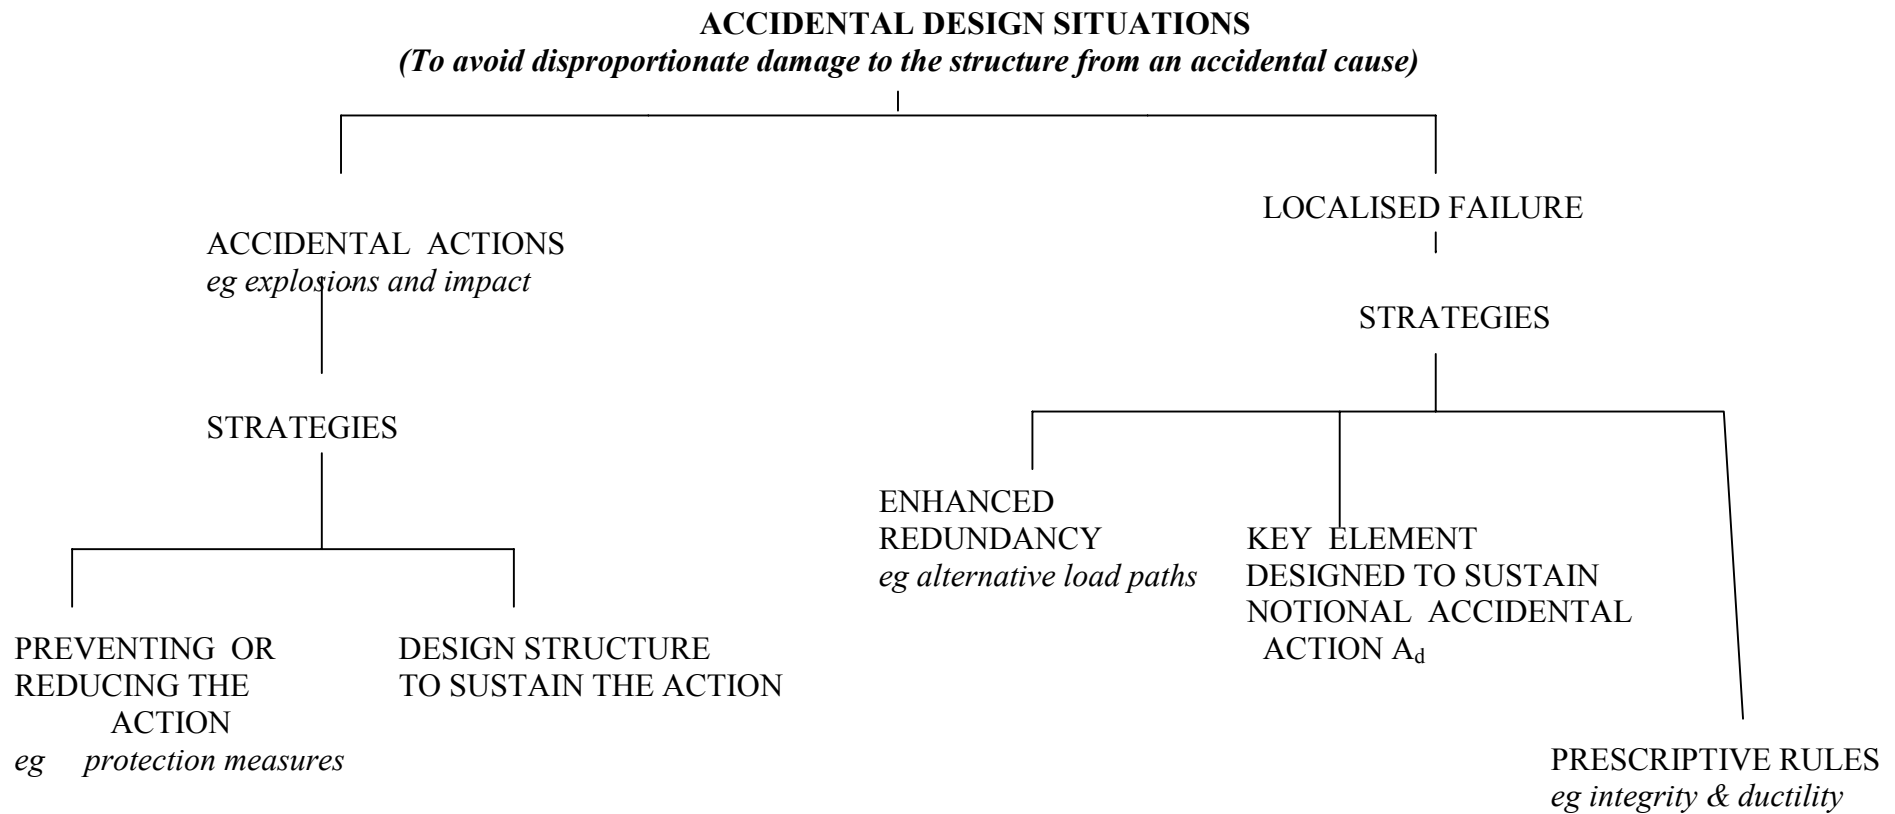 ACCIDENTAL DESIGN SITUATIONS
(To avoid disproportionate damage to the structure from an accidental cause)
ACCIDENTAL ACTIONS
eg explosions and impact
STRATEGIES
PREVENTING OR
REDUCING THE
ACTION
eg protection measures
DESIGN STRUCTURE
TO SUSTAIN THE ACTION
LOCALISED FAILURE
STRATEGIES
ENHANCED
REDUNDANCY
eg alternative load paths
KEY ELEMENT
DESIGNED TO SUSTAIN
NOTIONAL ACCIDENTAL
ACTION Ad
PRESCRIPTIVE RULES
eg integrity & ductility